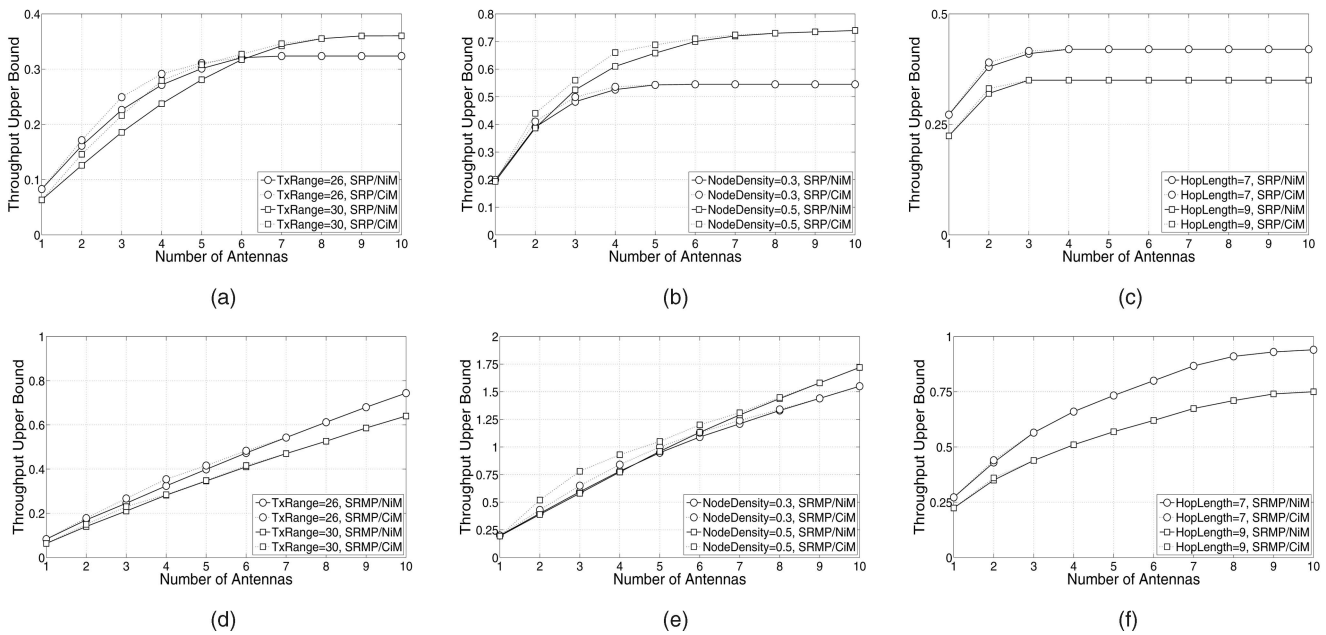 Throughput Upper Bound
0.4
0.3
0.2
0.1
0
1 2 3 4 5 6 7 8 9 10
Number of Antennas
TxRange=26, SRP/NiM
TxRange=26, SRP/CiM
TxRange=30, SRP/NiM
TxRange=30, SRP/CiM
(a)
Throughput Upper Bound
0.8
0.7
0.6
0.5
0.4
0.3
0.2
0.1
0
1 2 3 4 5 6 7 8 9 10
Number of Antennas
NodeDensity=0.3, SRP/NiM
NodeDensity=0.3, SRP/CiM
NodeDensity=0.5, SRP/NiM
NodeDensity=0.5, SRP/CiM
(b)
Throughput Upper Bound
0.5
0.25
0
1 2 3 4 5 6 7 8 9 10
Number of Antennas
HopLength=7, SRP/NiM
HopLength=7, SRP/CiM
HopLength=9, SRP/NiM
HopLength=9, SRP/CiM
(c)
Throughput Upper Bound
1
0.8
0.6
0.4
0.2
0
1 2 3 4 5 6 7 8 9 10
Number of Antennas
TxRange=26, SRMP/NiM
TxRange=26, SRMP/CiM
TxRange=30, SRMP/NiM
TxRange=30, SRMP/CiM
(d)
Throughput Upper Bound
2
1.75
1.5
1.25
1
0.75
0.5
0.25
0
1 2 3 4 5 6 7 8 9 10
Number of Antennas
NodeDensity=0.3, SRMP/NiM
NodeDensity=0.3, SRMP/CiM
NodeDensity=0.5, SRMP/NiM
NodeDensity=0.5, SRMP/CiM
(e)
Throughput Upper Bound
1
0.75
0.5
0.25
0
1 2 3 4 5 6 7 8 9 10
Number of Antennas
HopLength=7, SRMP/NiM
HopLength=7, SRMP/CiM
HopLength=9, SRMP/NiM
HopLength=9, SRMP/CiM
(f)